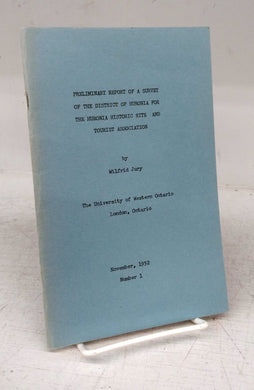 PRELIMINARY REPORT OF A SURVEY
OF THE DISTRICT OF HURONIA FOR
THE HURONIA HISTORIC SITE AND
TOURIST ASSOCIATION
by
Wilfrid Jury
The University of Western Ontario
London, Ontario
November, 1952
Number 1